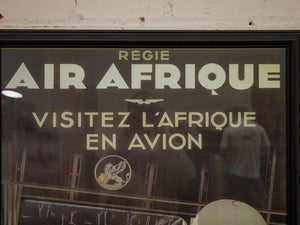 RÉGIE
AIR AFRIQUE
VISITEZ L'AFRIQUE
EN AVION